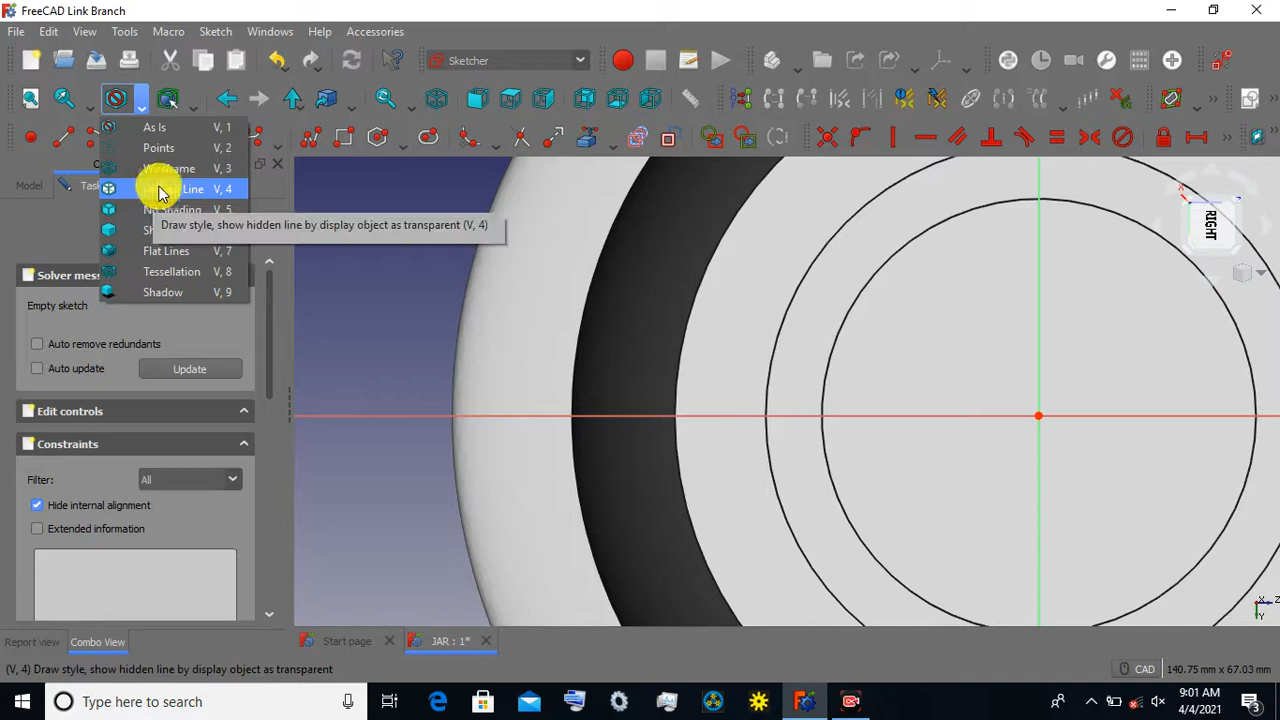 FreeCAD Link Branch
File Edit View Tools Macro Sketch Windows Help Accessories
Sketcher
As Is V, 1
Points V, 2
Wireframe V, 3
Line V, 4
No Shading V, 5
Draw style, show hidden line by display object as transparent (V, 4)
Flat Lines V, 7
Tessellation V, 8
Shadow V, 9
Model
RIGHT
X
Z
Empty sketch
Auto remove redundants
Auto update
Update
Edit controls
Constraints
Filter:
All
Hide internal alignment
Extended information
X
Z
Y
Report view
Combo View
Start page
JAR : 1*
(V, 4) Draw style, show hidden line by display object as transparent
CAD
140.75 mm x 67.03 mm
Type here to search
9:01 AM
4/4/2021
3